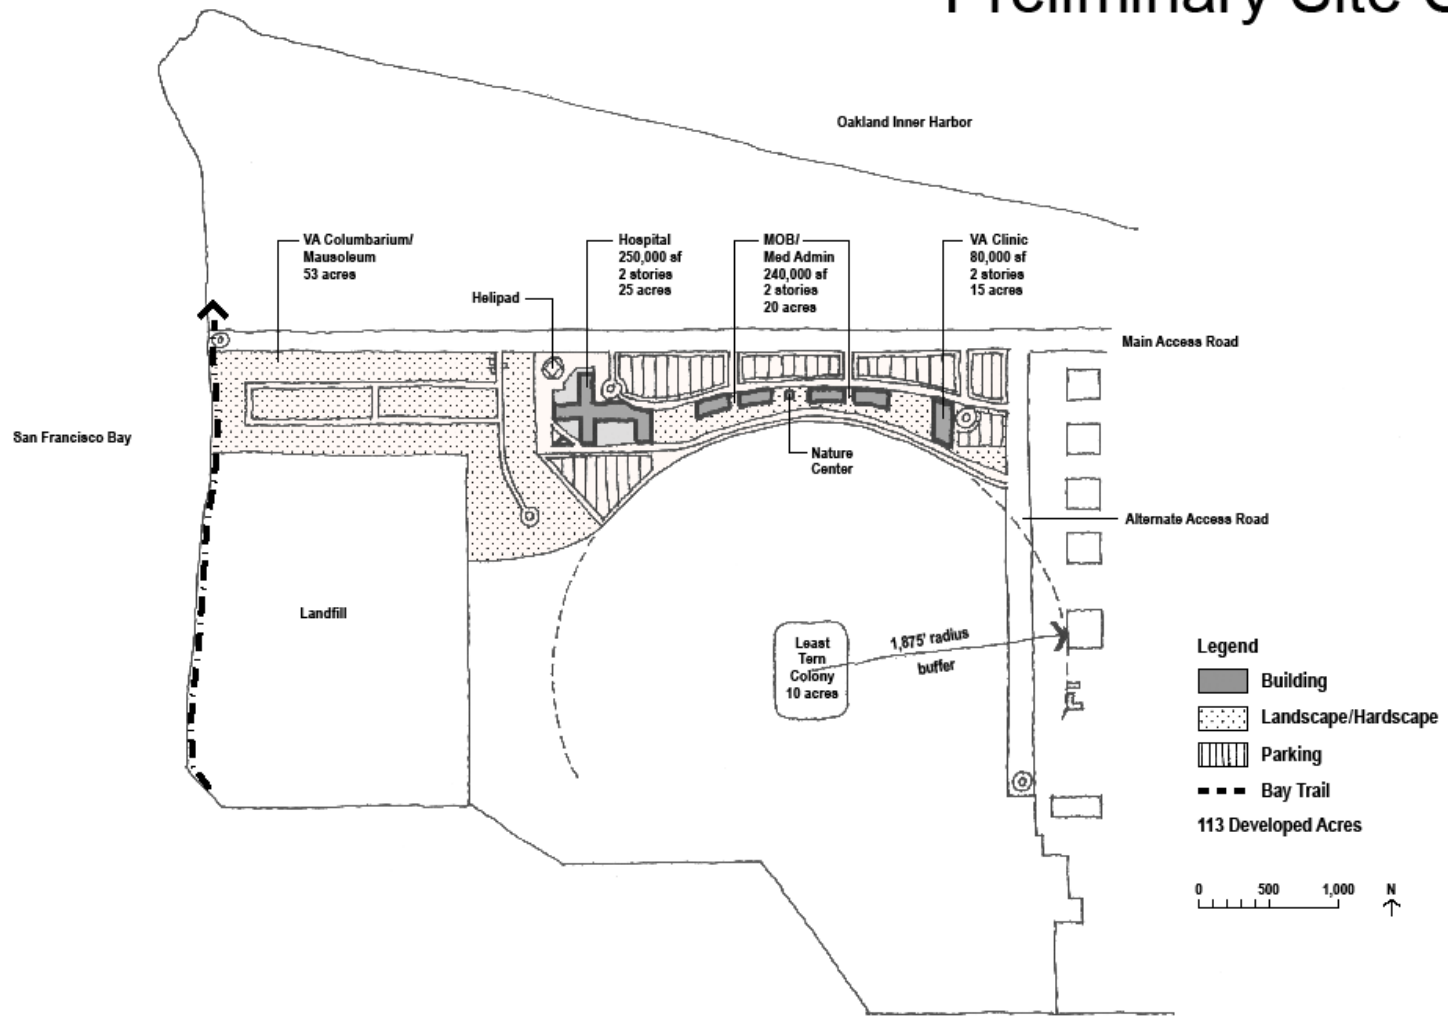 Preliminary Site
Oakland Inner Harbor
VA Columbarium/
Mausoleum
53 acres
Helipad
Hospital
250,000 sf
2 stories
25 acres
MOB/
Med Admin
240,000 sf
2 stories
20 acres
VA Clinic
80,000 sf
2 stories
15 acres
Main Access Road
San Francisco Bay
Nature
Center
Alternate Access Road
Landfill
Least
Tern
Colony
10 acres
1,875' radius
buffer
Legend
Building
Landscape/Hardscape
Parking
Bay Trail
113 Developed Acres
0 500 1,000 N